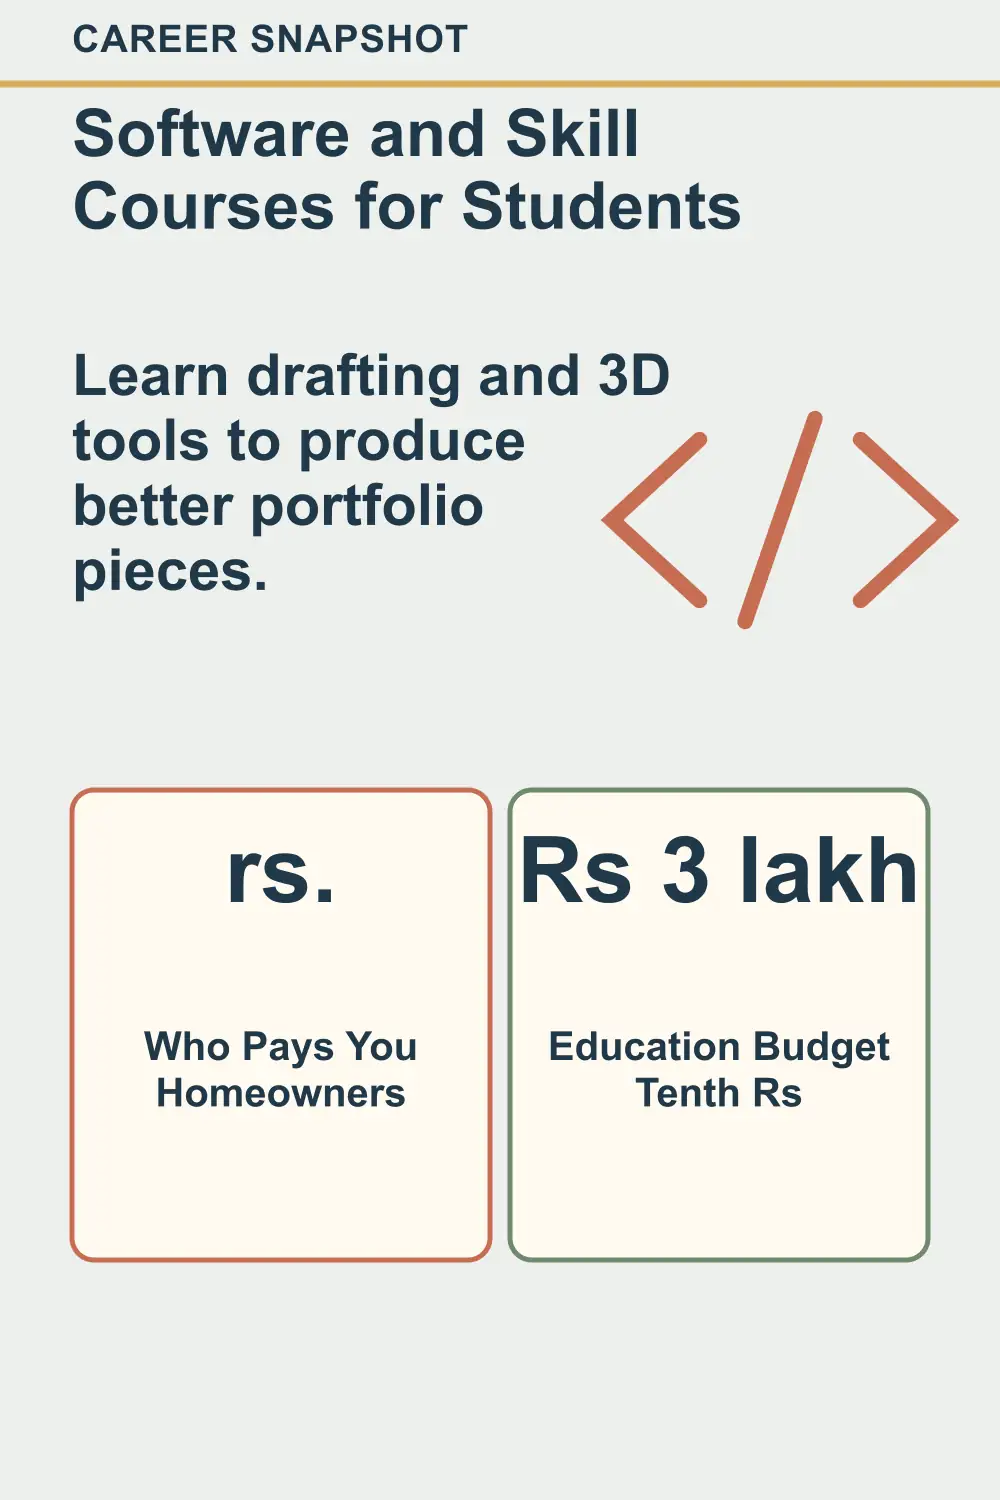 CAREER SNAPSHOT
Software and Skill
Courses for Students
Learn drafting and 3D
tools to produce
better portfolio
pieces.
rs.
Who Pays You
Homeowners
Rs 3 lakh
Education Budget
Tenth Rs